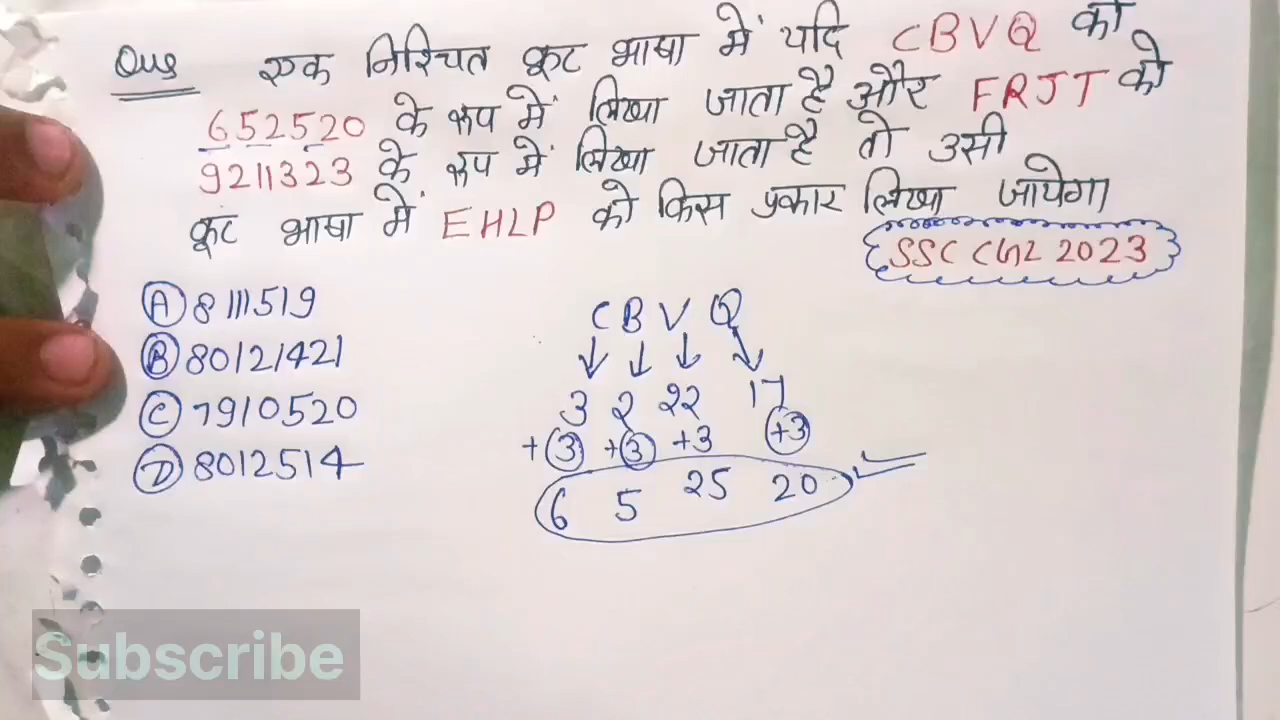 Ques एक निश्चित कूट भाषा में यदि CBVQ को
652520 के रूप में लिखा जाता है और FRJT को
9211323 के रूप में लिखा जाता है तो उसी
कूट भाषा में EHLP को किस प्रकार लिखा जायेगा
SSC CGL 2023
A 8111519
B 80121421
C 7910520
D 8012514
C B V Q
3 2 22 17
+3 +3 +3 +3
6 5 25 20
Subscribe